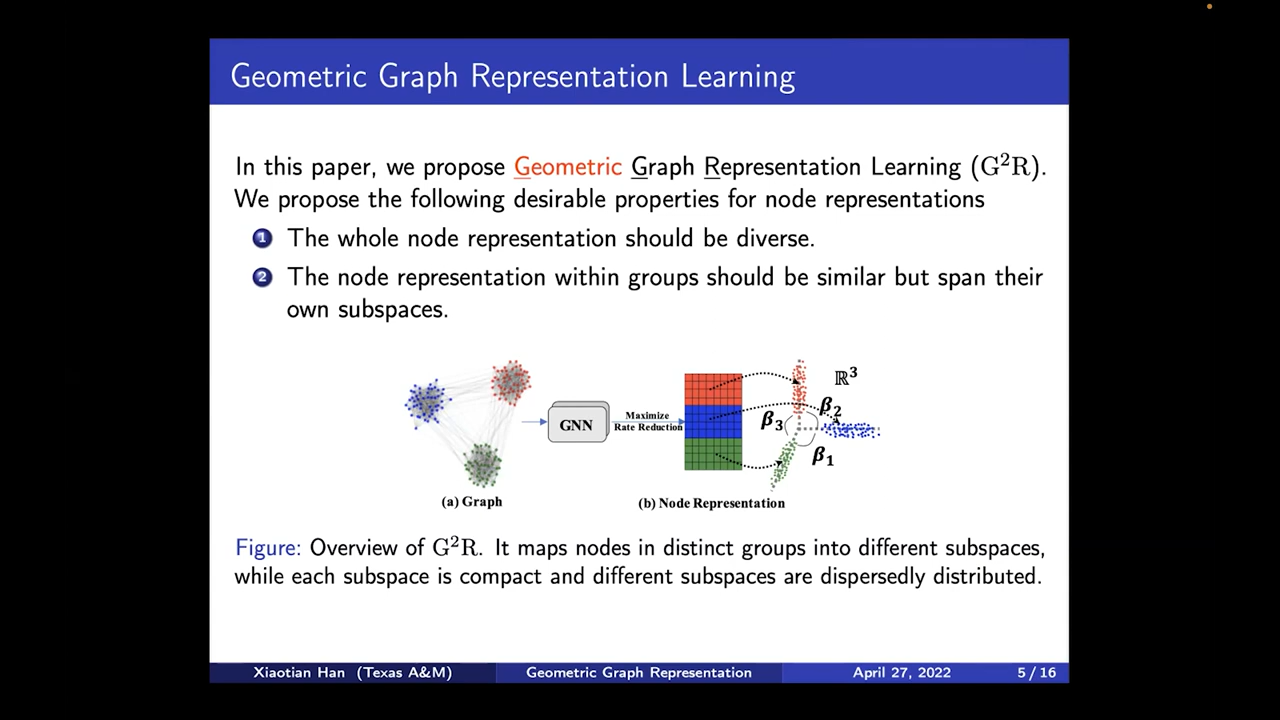 Geometric Graph Representation Learning
In this paper, we propose Geometric Graph Representation Learning (G²R).
We propose the following desirable properties for node representations
1 The whole node representation should be diverse.
2 The node representation within groups should be similar but span their
own subspaces.
GNN
Maximize
Rate Reduction
ℝ³
β₃
β₂
β₁
(a) Graph
(b) Node Representation
Figure: Overview of G²R. It maps nodes in distinct groups into different subspaces,
while each subspace is compact and different subspaces are dispersedly distributed.
Xiaotian Han (Texas A&M)
Geometric Graph Representation
April 27, 2022
5 / 16